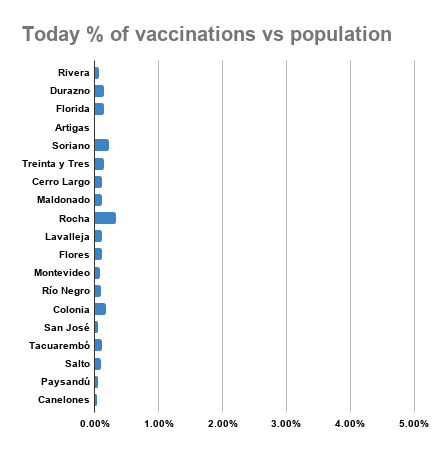 Today % of vaccinations vs population
Rivera
Durazno
Florida
Artigas
Soriano
Treinta y Tres
Cerro Largo
Maldonado
Rocha
Lavalleja
Flores
Montevideo
Río Negro
Colonia
San José
Tacuarembó
Salto
Paysandú
Canelones
0.00% 1.00% 2.00% 3.00% 4.00% 5.00%